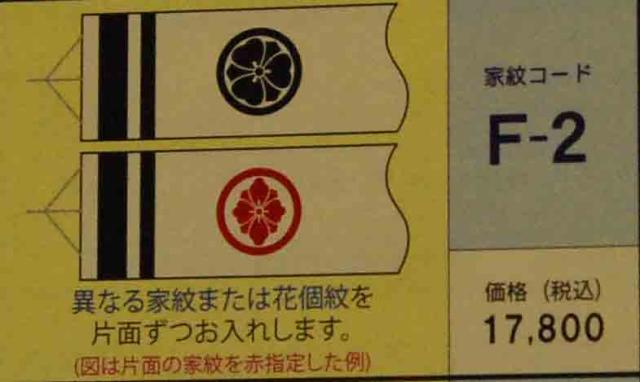 異なる家紋または花個紋を
片面ずつお入れします。
(図は片面の家紋を赤指定した例)
家紋コード
F-2
価格（税込）
17,800